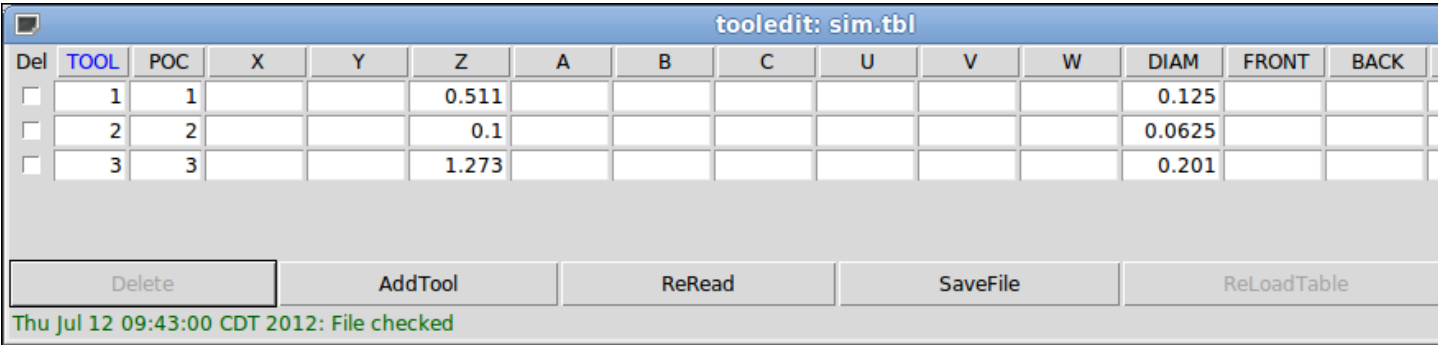 tooledit: sim.tbl
Del TOOL POC X Y Z A B C U V W DIAM FRONT BACK
1 1 0.511 0.125
2 2 0.1 0.0625
3 3 1.273 0.201
Delete AddTool ReRead SaveFile ReLoadTable
Thu Jul 12 09:43:00 CDT 2012: File checked